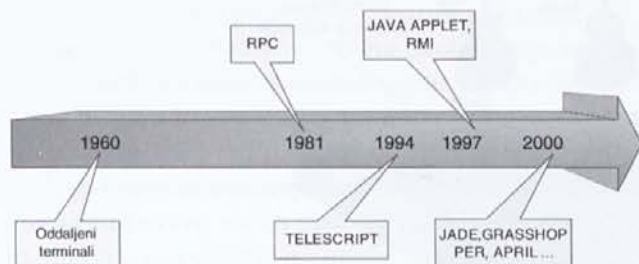 RPC
JAVA APPLET,
RMI
1960
1981
1994
1997
2000
Oddaljeni
terminali
TELESCRIPT
JADE,GRASSHOP
PER, APRIL ...